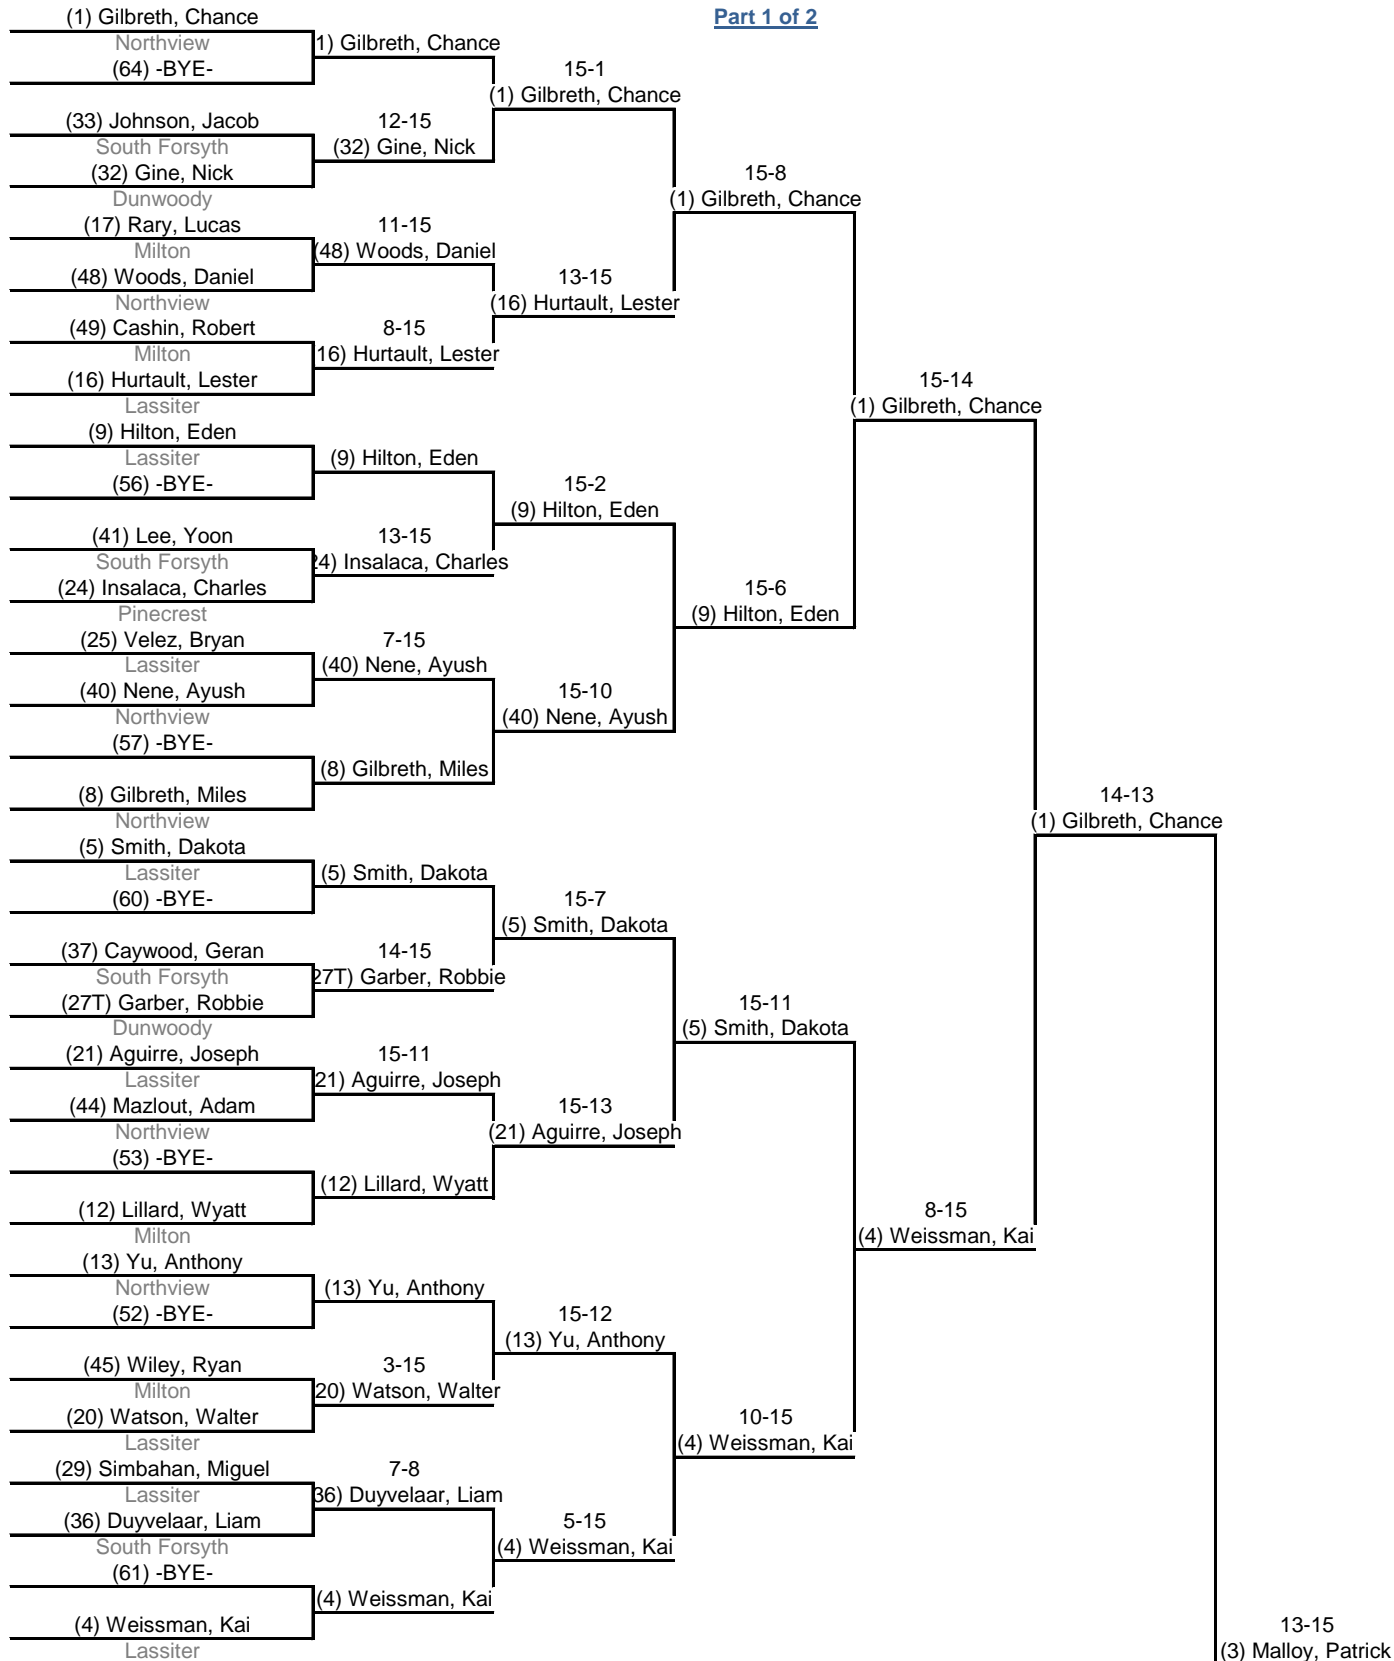 Part 1 of 2
(1) Gilbreth, Chance
Northview
(64) -BYE-
(33) Johnson, Jacob
South Forsyth
(32) Gine, Nick
Dunwoody
(17) Rary, Lucas
Milton
(48) Woods, Daniel
Northview
(49) Cashin, Robert
Milton
(16) Hurtault, Lester
Lassiter
(9) Hilton, Eden
Lassiter
(56) -BYE-
(41) Lee, Yoon
South Forsyth
(24) Insalaca, Charles
Pinecrest
(25) Velez, Bryan
Lassiter
(40) Nene, Ayush
Northview
(57) -BYE-
(8) Gilbreth, Miles
Northview
(5) Smith, Dakota
Lassiter
(60) -BYE-
(37) Caywood, Geran
South Forsyth
(27T) Garber, Robbie
Dunwoody
(21) Aguirre, Joseph
Lassiter
(44) Mazlout, Adam
Northview
(53) -BYE-
(12) Lillard, Wyatt
Milton
(13) Yu, Anthony
Northview
(52) -BYE-
(45) Wiley, Ryan
Milton
(20) Watson, Walter
Lassiter
(29) Simbahan, Miguel
Lassiter
(36) Duyvelaar, Liam
South Forsyth
(61) -BYE-
(4) Weissman, Kai
Lassiter
1) Gilbreth, Chance
12-15
(32) Gine, Nick
11-15
(48) Woods, Daniel
8-15
16) Hurtault, Lester
(9) Hilton, Eden
13-15
24) Insalaca, Charles
7-15
(40) Nene, Ayush
(8) Gilbreth, Miles
(5) Smith, Dakota
14-15
27T) Garber, Robbie
15-11
21) Aguirre, Joseph
(12) Lillard, Wyatt
(13) Yu, Anthony
3-15
20) Watson, Walter
7-8
36) Duyvelaar, Liam
(4) Weissman, Kai
15-1
(1) Gilbreth, Chance
13-15
(16) Hurtault, Lester
15-2
(9) Hilton, Eden
15-10
(40) Nene, Ayush
15-7
(5) Smith, Dakota
15-13
(21) Aguirre, Joseph
15-12
(13) Yu, Anthony
5-15
(4) Weissman, Kai
15-8
(1) Gilbreth, Chance
15-6
(9) Hilton, Eden
15-11
(5) Smith, Dakota
10-15
(4) Weissman, Kai
15-14
(1) Gilbreth, Chance
8-15
(4) Weissman, Kai
14-13
(1) Gilbreth, Chance
13-15
(3) Malloy, Patrick